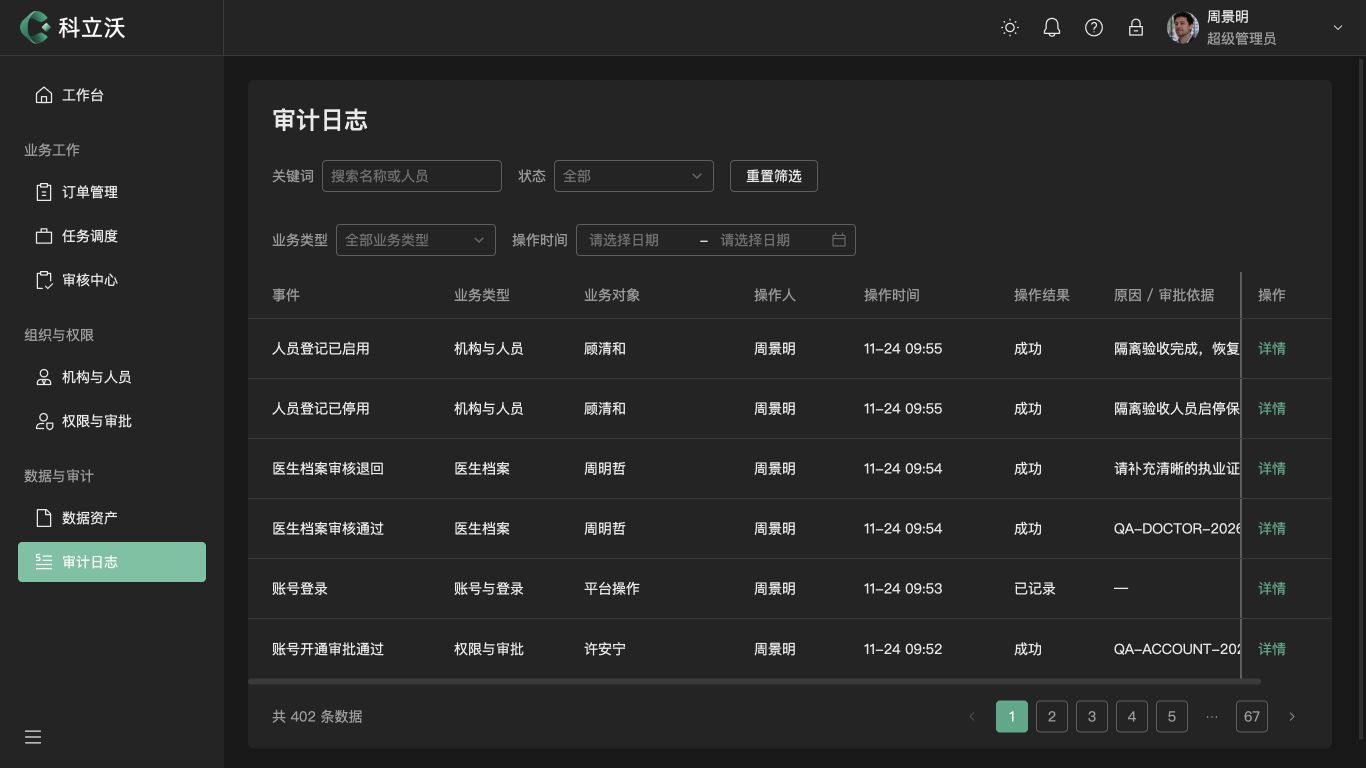 科立沃
周景明
超级管理员
工作台
业务工作
订单管理
任务调度
审核中心
组织与权限
机构与人员
权限与审批
数据与审计
数据资产
审计日志
审计日志
关键词 搜索名称或人员 状态 全部 重置筛选
业务类型 全部业务类型 操作时间 请选择日期 – 请选择日期
事件 业务类型 业务对象 操作人 操作时间 操作结果 原因 / 审批依据 操作
人员登记已启用 机构与人员 顾清和 周景明 11-24 09:55 成功 隔离验收完成，恢复 详情
人员登记已停用 机构与人员 顾清和 周景明 11-24 09:55 成功 隔离验收人员启停保 详情
医生档案审核退回 医生档案 周明哲 周景明 11-24 09:54 成功 请补充清晰的执业证 详情
医生档案审核通过 医生档案 周明哲 周景明 11-24 09:54 成功 QA-DOCTOR-2026 详情
账号登录 账号与登录 平台操作 周景明 11-24 09:53 已记录 — 详情
账号开通审批通过 权限与审批 许安宁 周景明 11-24 09:52 成功 QA-ACCOUNT-202 详情
共 402 条数据 1 2 3 4 5 ··· 67